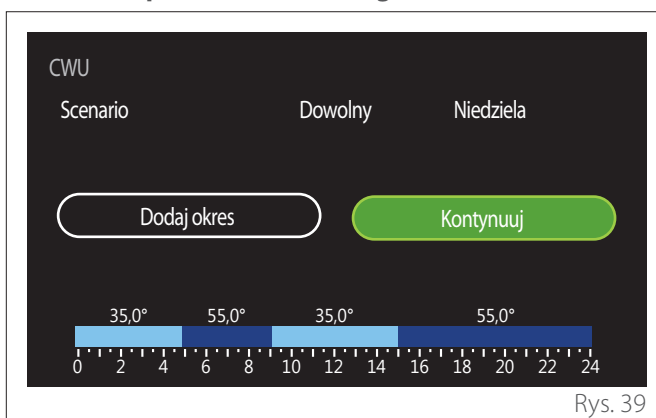 CWU
Scenario Dowolny Niedziela
Dodaj okres Kontynuuj
35,0° 55,0° 35,0° 55,0°
0 2 4 6 8 10 12 14 16 18 20 22 24
Rys. 39